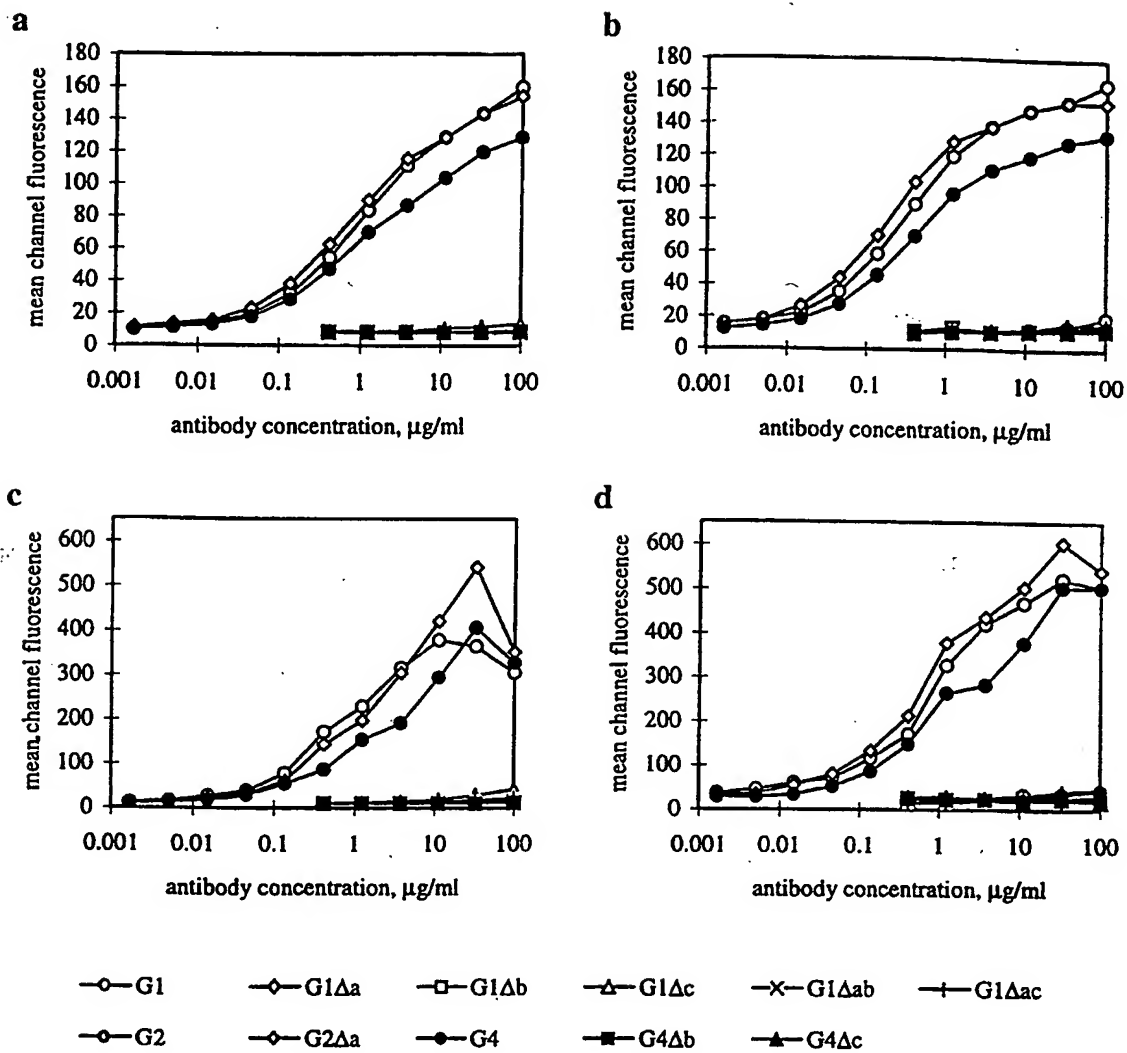 a
b
180
160
140
120
100
80
60
40
20
0
mean channel fluorescence
0.001 0.01 0.1 1 10 100
antibody concentration, μg/ml
180
160
140
120
100
80
60
40
20
0
mean channel fluorescence
0.001 0.01 0.1 1 10 100
antibody concentration, μg/ml
c
d
600
500
400
300
200
100
0
mean channel fluorescence
0.001 0.01 0.1 1 10 100
antibody concentration, μg/ml
600
500
400
300
200
100
0
mean channel fluorescence
0.001 0.01 0.1 1 10 100
antibody concentration, μg/ml
G1 G1Δa G1Δb G1Δc G1Δab G1Δac
G2 G2Δa G4 G4Δb G4Δc